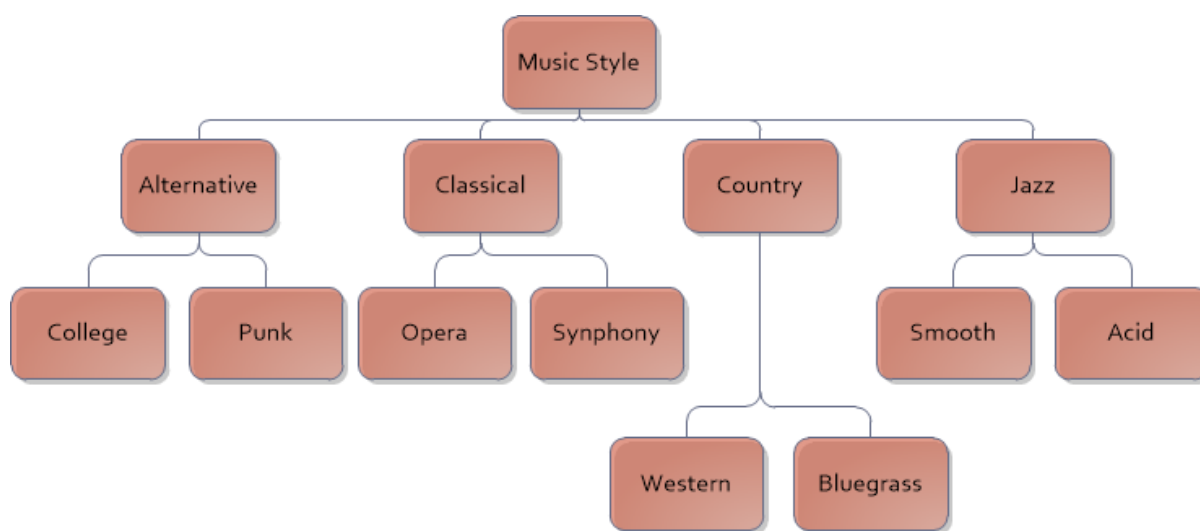 Music Style
Alternative
Classical
Country
Jazz
College
Punk
Opera
Synphony
Smooth
Acid
Western
Bluegrass